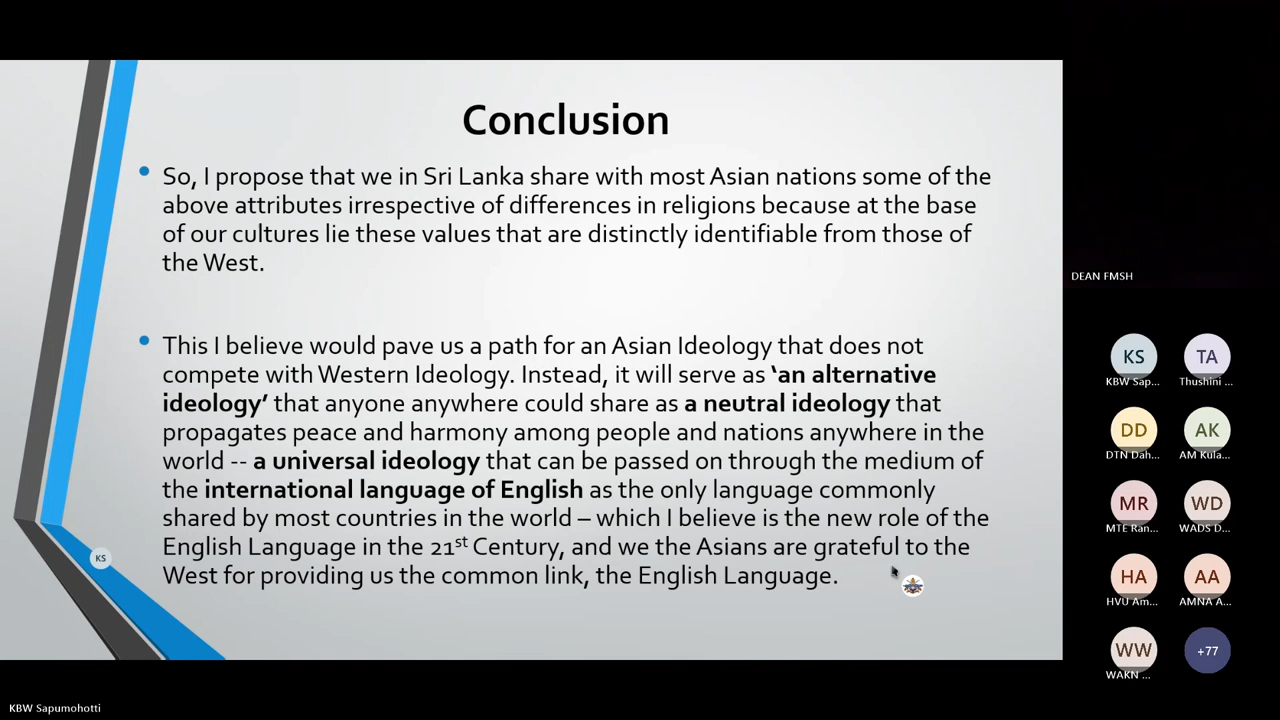 Conclusion
• So, I propose that we in Sri Lanka share with most Asian nations some of the
above attributes irrespective of differences in religions because at the base
of our cultures lie these values that are distinctly identifiable from those of
the West.
• This I believe would pave us a path for an Asian Ideology that does not
compete with Western Ideology. Instead, it will serve as ‘an alternative
ideology’ that anyone anywhere could share as a neutral ideology that
propagates peace and harmony among people and nations anywhere in the
world -- a universal ideology that can be passed on through the medium of
the international language of English as the only language commonly
shared by most countries in the world – which I believe is the new role of the
English Language in the 21st Century, and we the Asians are grateful to the
West for providing us the common link, the English Language.
KS
DEAN FMSH
KS TA
KBW Sap... Thushini ...
DD AK
DTN Dah... AM Kula...
MR WD
MTE Ran... WADS D...
HA AA
HVU Am... AMNA A...
WW +77
WAKN ...
KBW Sapumohotti